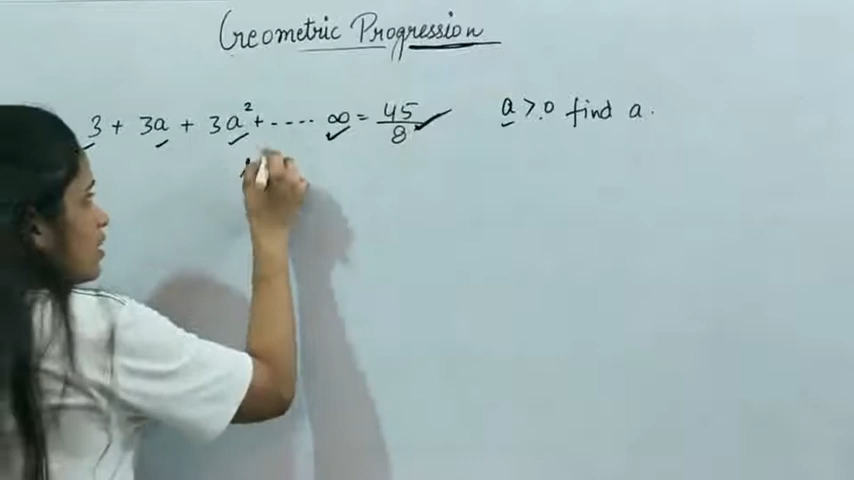 Geometric Progression
3 + 3a + 3a² + .... ∞ = 45/8 a > 0 find a.